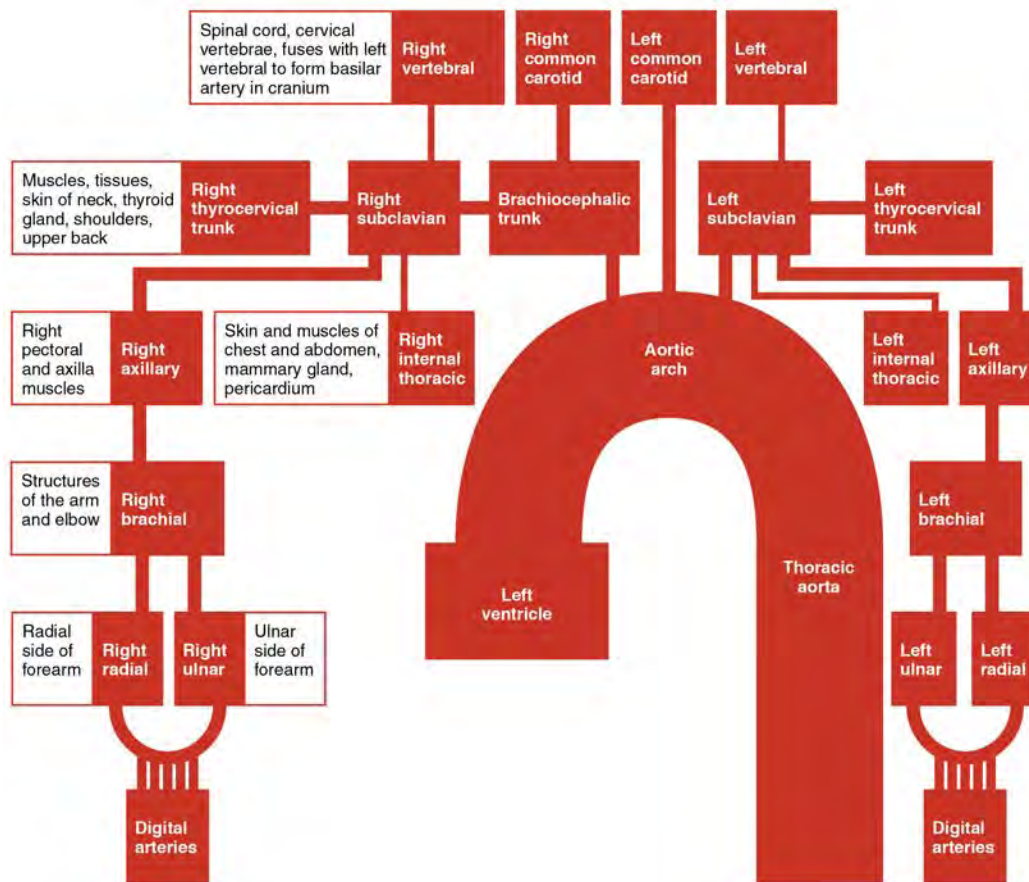 Spinal cord, cervical
vertebrae, fuses with left
vertebral to form basilar
artery in cranium
Right
vertebral
Right
common
carotid
Left
common
carotid
Left
vertebral
Muscles, tissues,
skin of neck, thyroid
gland, shoulders,
upper back
Right
thyrocervical
trunk
Right
subclavian
Brachiocephalic
trunk
Left
subclavian
Left
thyrocervical
trunk
Right
pectoral
and axilla
muscles
Right
axillary
Skin and muscles of
chest and abdomen,
mammary gland,
pericardium
Right
internal
thoracic
Aortic
arch
Left
internal
thoracic
Left
axillary
Structures
of the arm
and elbow
Right
brachial
Left
brachial
Left
ventricle
Thoracic
aorta
Radial
side of
forearm
Right
radial
Right
ulnar
Ulnar
side of
forearm
Left
ulnar
Left
radial
Digital
arteries
Digital
arteries